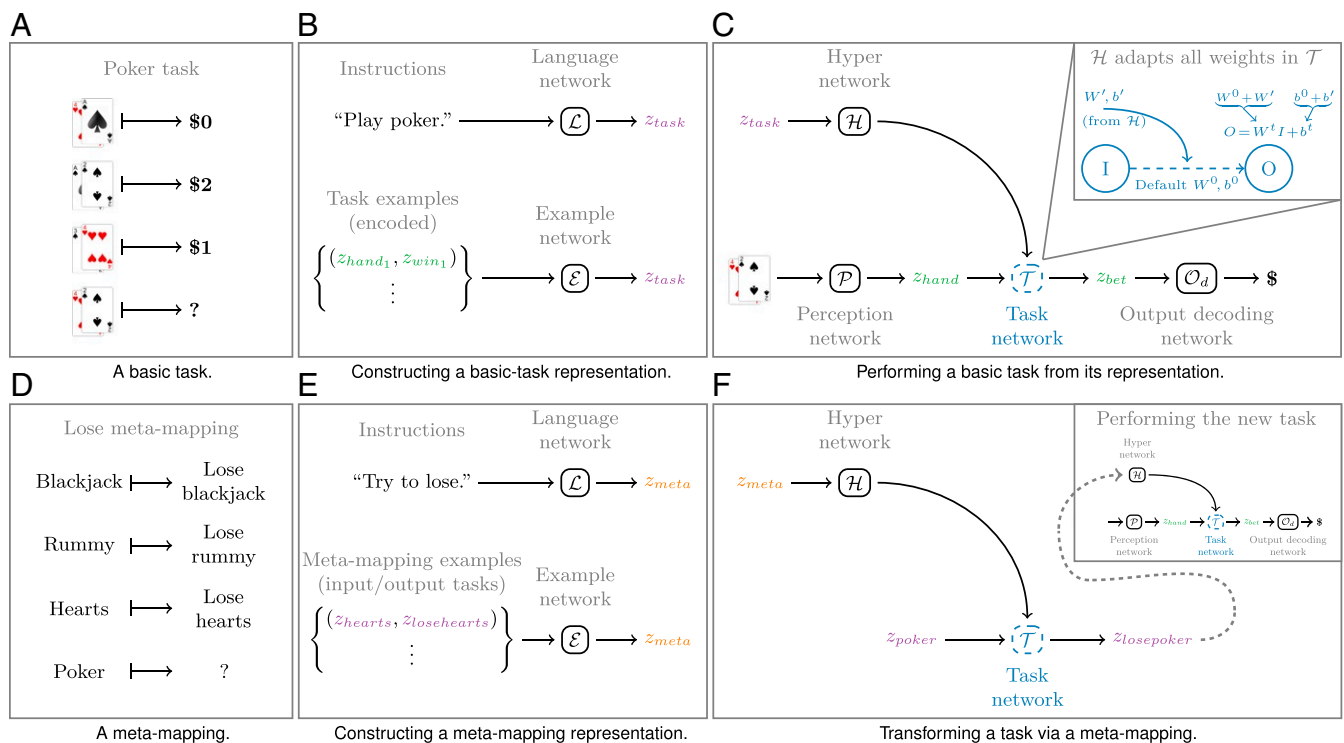 A
Poker task
$0
$2
$1
?
A basic task.
B
Instructions
Language
network
“Play poker.”
ℒ
z_task
Task examples
(encoded)
Example
network
{(z_hand₁, z_win₁)
⋮}
ℰ
z_task
Constructing a basic-task representation.
C
Hyper
network
z_task
ℋ
ℋ adapts all weights in 𝒯
W′, b′
(from ℋ)
W⁰+W′
b⁰+b′
O=WᵗI+bᵗ
I
O
Default W⁰, b⁰
𝒫
z_hand
𝒯
z_bet
𝒪_d
$
Perception
network
Task
network
Output decoding
network
Performing a basic task from its representation.
D
Lose meta-mapping
Blackjack
Lose
blackjack
Rummy
Lose
rummy
Hearts
Lose
hearts
Poker
?
A meta-mapping.
E
Instructions
Language
network
“Try to lose.”
ℒ
z_meta
Meta-mapping examples
(input/output tasks)
Example
network
{(z_hearts, z_losehearts)
⋮}
ℰ
z_meta
Constructing a meta-mapping representation.
F
Hyper
network
z_meta
ℋ
Performing the new task
Hyper
network
ℋ
𝒫
z_hand
𝒯
z_bet
𝒪_d
$
Perception
network
Task
network
Output decoding
network
z_poker
𝒯
z_losepoker
Task
network
Transforming a task via a meta-mapping.